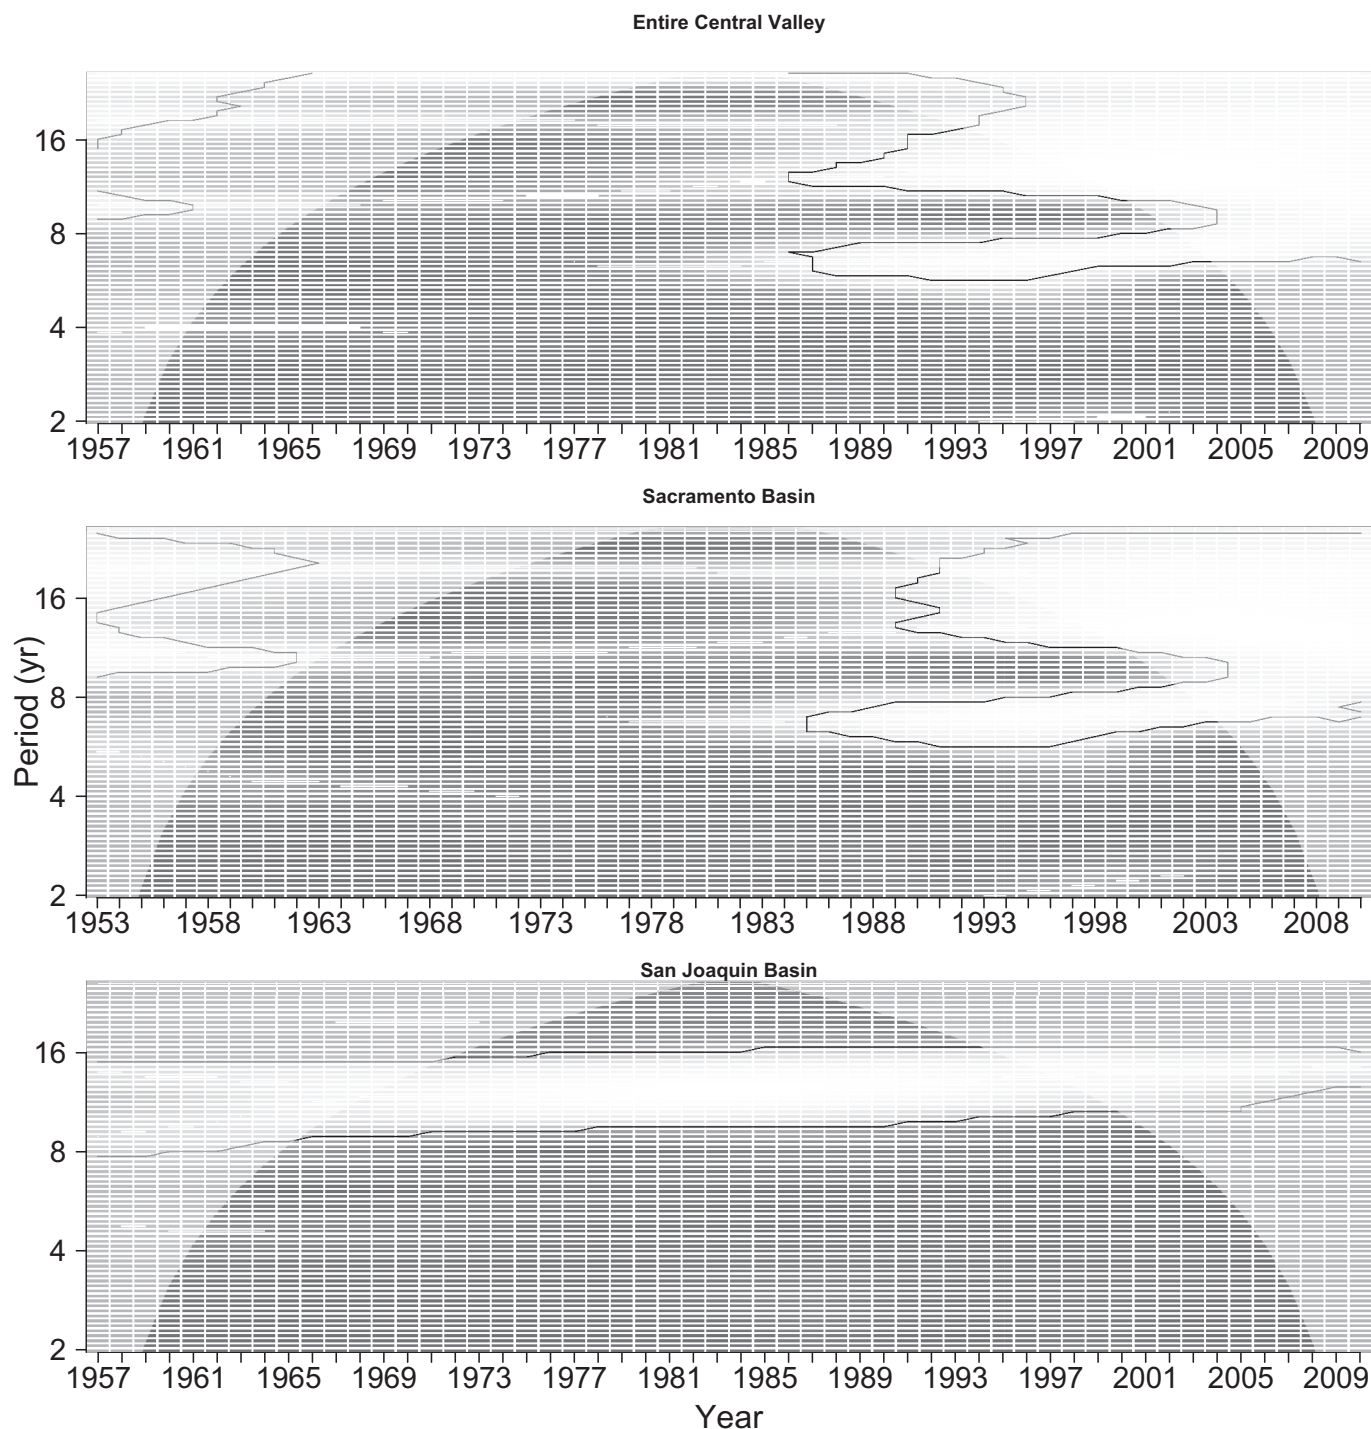 Entire Central Valley
16
8
4
2
1957 1961 1965 1969 1973 1977 1981 1985 1989 1993 1997 2001 2005 2009
Sacramento Basin
Period (yr)
16
8
4
2
1953 1958 1963 1968 1973 1978 1983 1988 1993 1998 2003 2008
San Joaquin Basin
16
8
4
2
1957 1961 1965 1969 1973 1977 1981 1985 1989 1993 1997 2001 2005 2009
Year